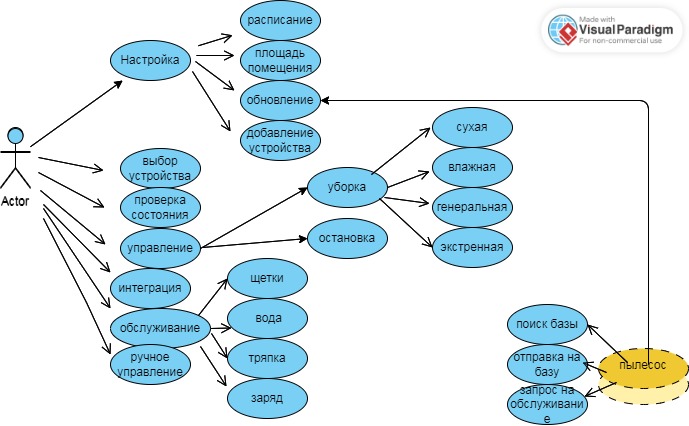 Made with
Visual Paradigm
For non-commercial use
расписание
площадь
помещения
Настройка
обновление
добавление
устройства
Actor
выбор
устройства
проверка
состояния
управление
интеграция
обслуживание
ручное
управление
уборка
остановка
сухая
влажная
генеральная
экстренная
щетки
вода
тряпка
заряд
поиск базы
отправка на
базу
запрос на
обслуживани
е
пылесос